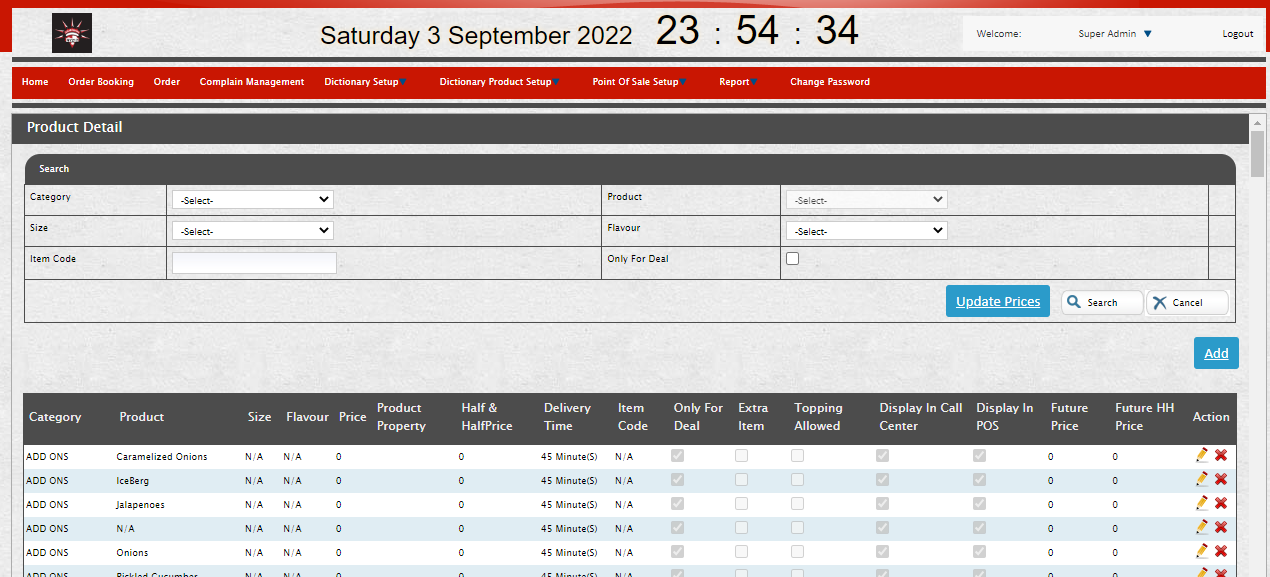 Saturday 3 September 2022 23 : 54 : 34
Welcome: Super Admin Logout
Home Order Booking Order Complain Management Dictionary Setup Dictionary Product Setup Point Of Sale Setup Report Change Password
Product Detail
Search
Category -Select- Product -Select-
Size -Select- Flavour -Select-
Item Code Only For Deal
Update Prices Search Cancel
Add
Category Product Size Flavour Price Product Property Half & HalfPrice Delivery Time Item Code Only For Deal Extra Item Topping Allowed Display In Call Center Display In POS Future Price Future HH Price Action
ADD ONS Caramelized Onions N/A N/A 0 0 45 Minute(S) N/A 0 0
ADD ONS IceBerg N/A N/A 0 0 45 Minute(S) N/A 0 0
ADD ONS Jalapenoes N/A N/A 0 0 45 Minute(S) N/A 0 0
ADD ONS N/A N/A N/A 0 0 45 Minute(S) N/A 0 0
ADD ONS Onions N/A N/A 0 0 45 Minute(S) N/A 0 0
ADD ONS Pickled Cucumber N/A N/A 0 0 45 Minute(S) N/A 0 0